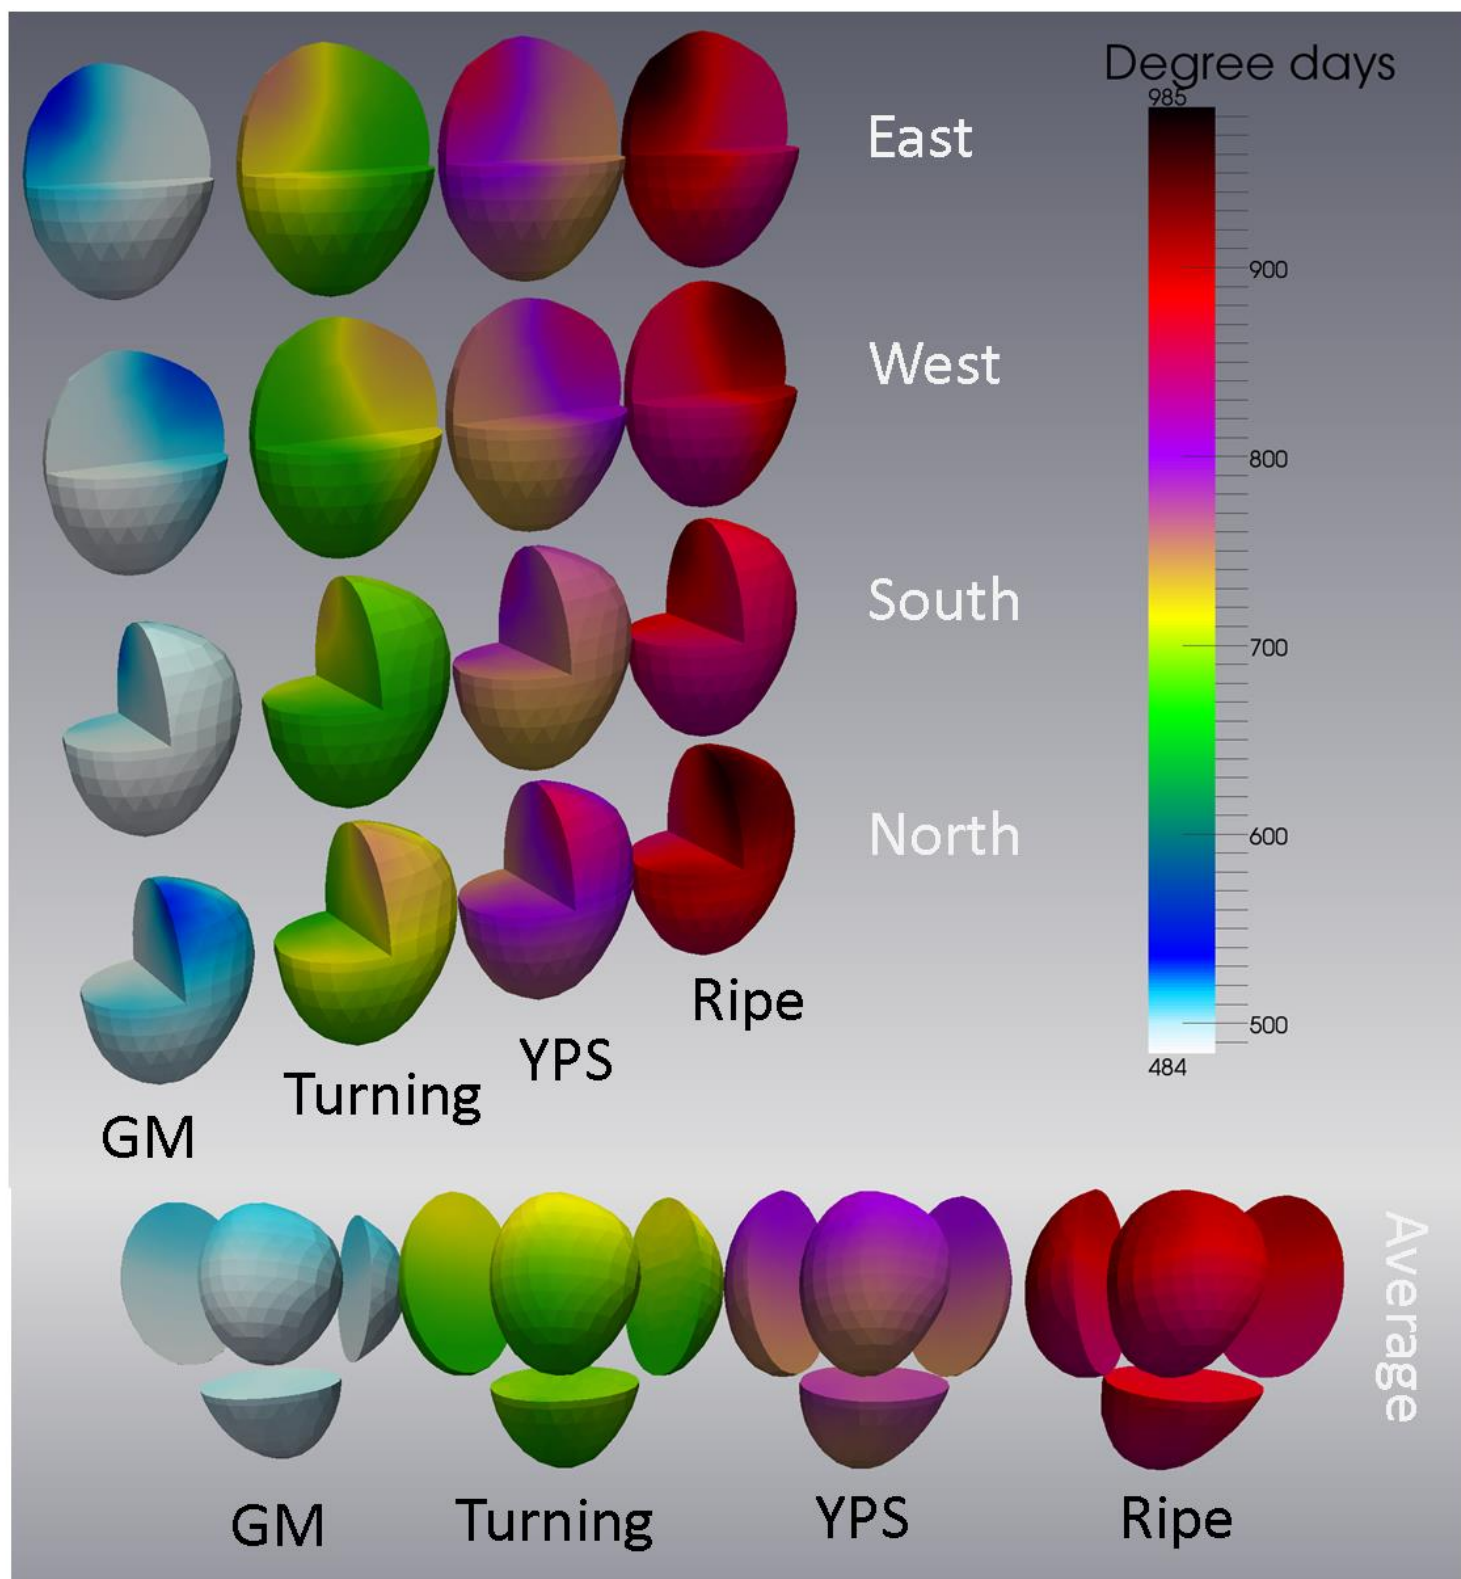 Degree days
985
East
900
West
800
South
700
North
600
Ripe
YPS
500
Turning
484
GM
Average
GM
Turning
YPS
Ripe